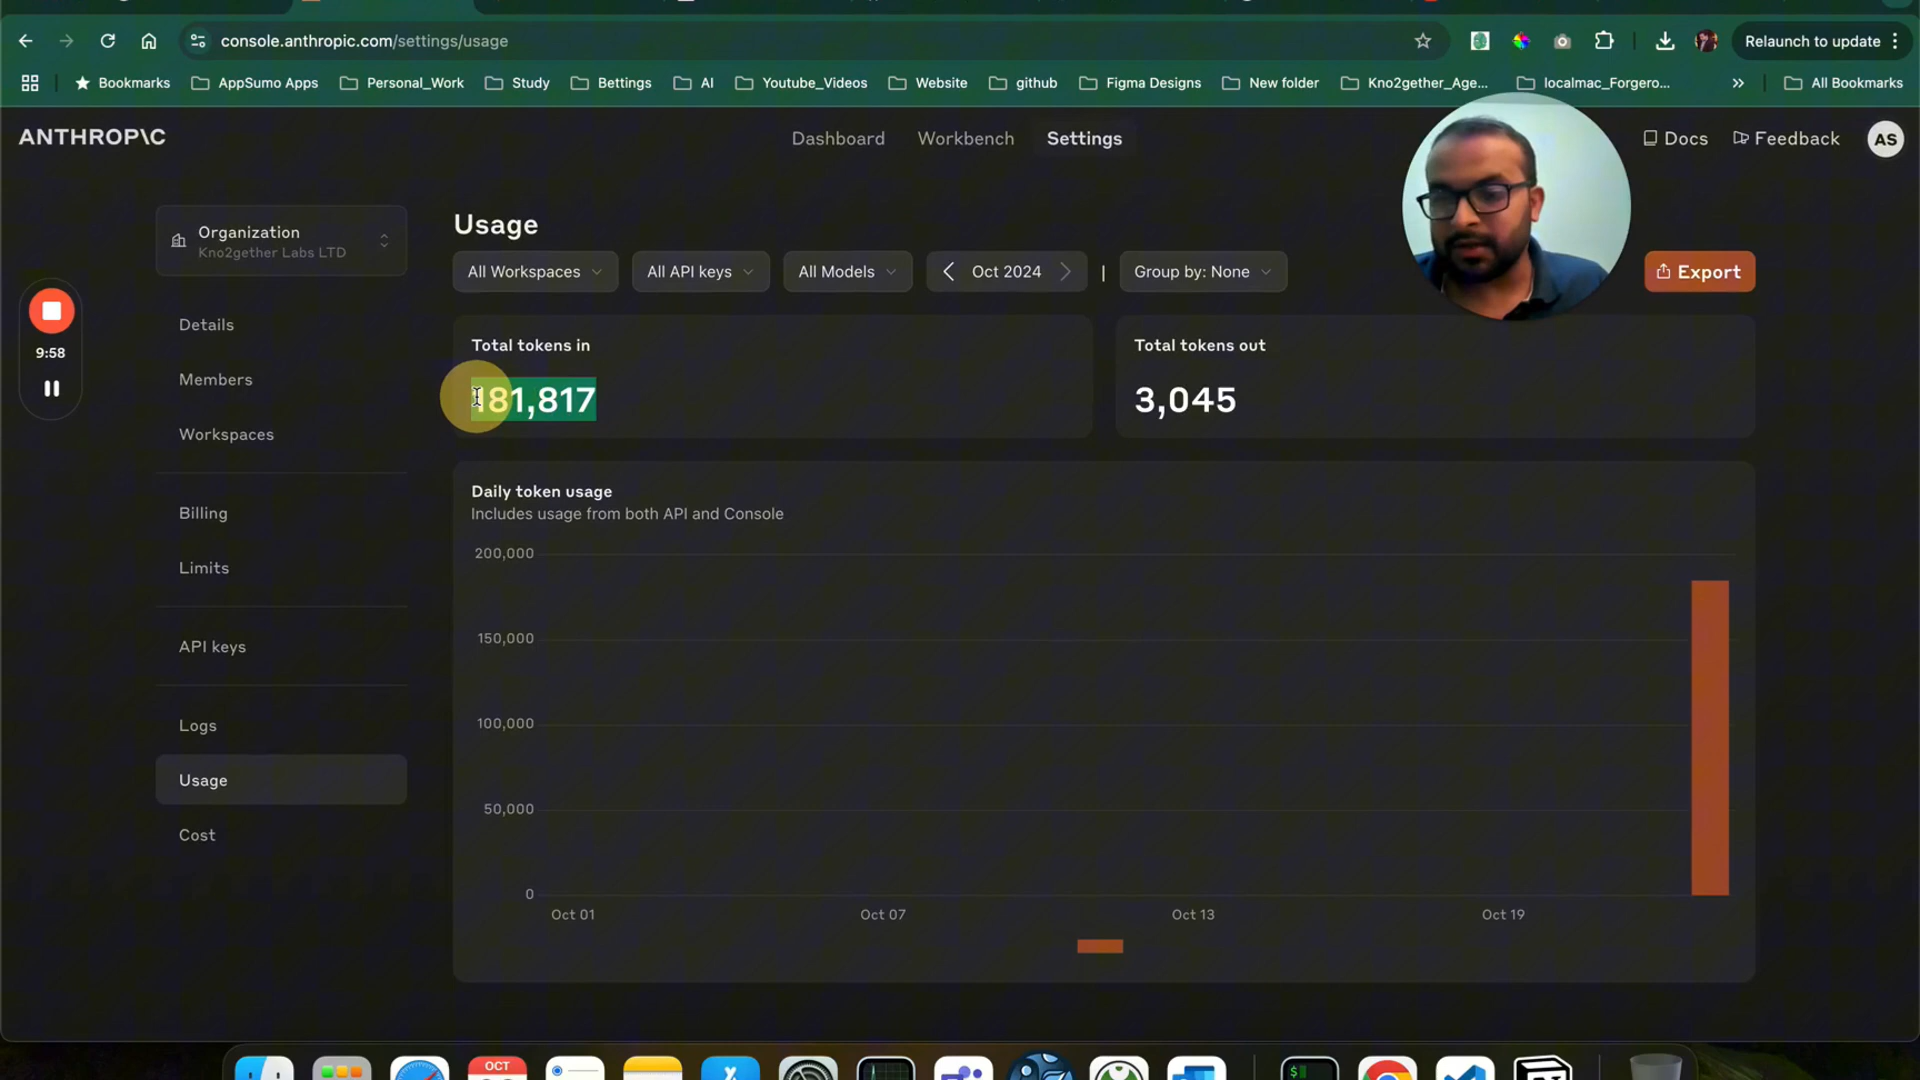 console.anthropic.com/settings/usage
Relaunch to update
Bookmarks
AppSumo Apps
Personal_Work
Study
Bettings
AI
Youtube_Videos
Website
github
Figma Designs
New folder
Kno2gether_Age...
localmac_Forgero...
All Bookmarks
ANTHROP\C
Dashboard
Workbench
Settings
Docs
Feedback
AS
Organization
Kno2gether Labs LTD
Details
Members
Workspaces
Billing
Limits
API keys
Logs
Usage
Cost
9:58
Usage
All Workspaces
All API keys
All Models
Oct 2024
Group by: None
Export
Total tokens in
181,817
Total tokens out
3,045
Daily token usage
Includes usage from both API and Console
200,000
150,000
100,000
50,000
0
Oct 01
Oct 07
Oct 13
Oct 19
OCT
$